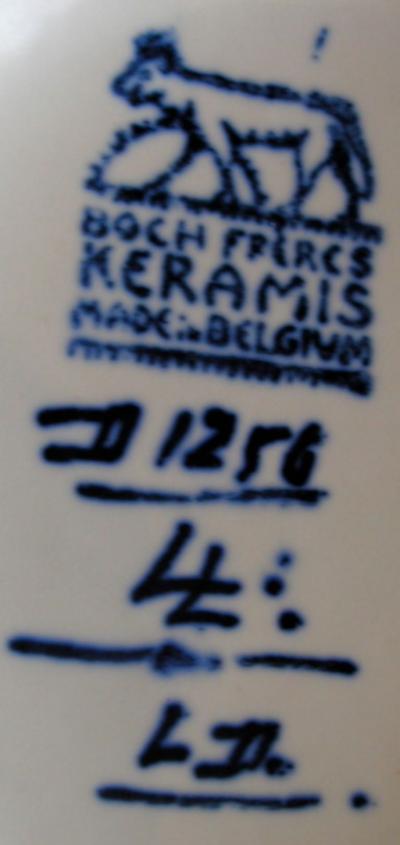 BOCH FRERES
KERAMIS
MADE in BELGIUM
D 1256
L D.